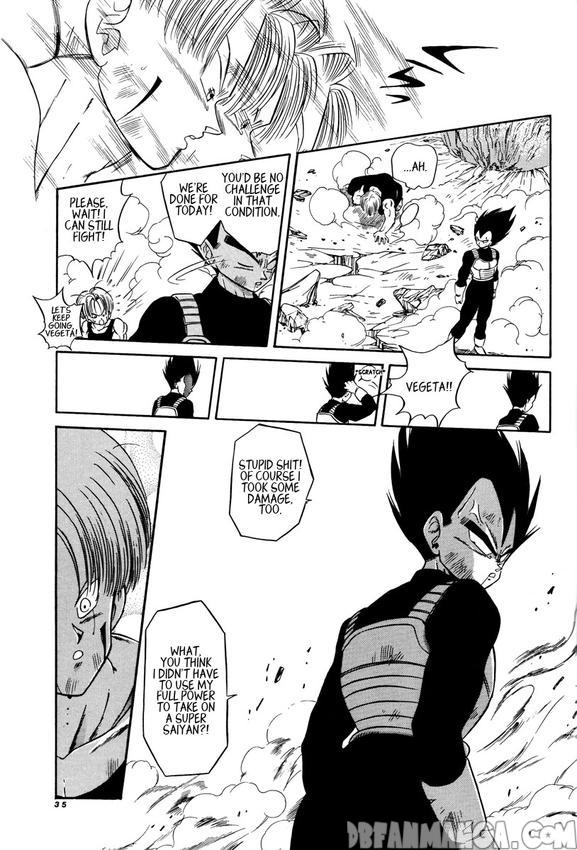 ...AH.
YOU'D BE NO
CHALLENGE
IN THAT
CONDITION.
WE'RE
DONE FOR
TODAY!
PLEASE,
WAIT! I
CAN STILL
FIGHT!
LET'S
KEEP
GOING,
VEGETA!
VEGETA!!
*SCRATCH*
STUPID SHIT!
OF COURSE I
TOOK SOME
DAMAGE,
TOO.
WHAT,
YOU THINK
I DIDN'T HAVE
TO USE MY
FULL POWER
TO TAKE ON
A SUPER
SAIYAN?!
35
DBFANMANGA.COM